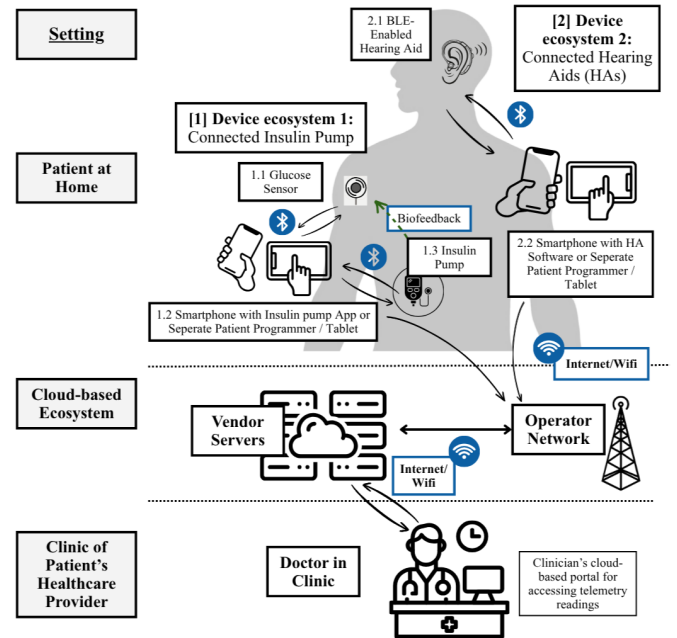 Setting
2.1 BLE-
Enabled
Hearing Aid
[2] Device
ecosystem 2:
Connected Hearing
Aids (HAs)
[1] Device ecosystem 1:
Connected Insulin Pump
Patient at
Home
1.1 Glucose
Sensor
Biofeedback
1.3 Insulin
Pump
2.2 Smartphone with HA
Software or Seperate
Patient Programmer /
Tablet
1.2 Smartphone with Insulin pump App or
Seperate Patient Programmer / Tablet
Internet/Wifi
Cloud-based
Ecosystem
Vendor
Servers
Operator
Network
Internet/
Wifi
Clinic of
Patient's
Healthcare
Provider
Doctor in
Clinic
Clinician's cloud-
based portal for
accessing telemetry
readings